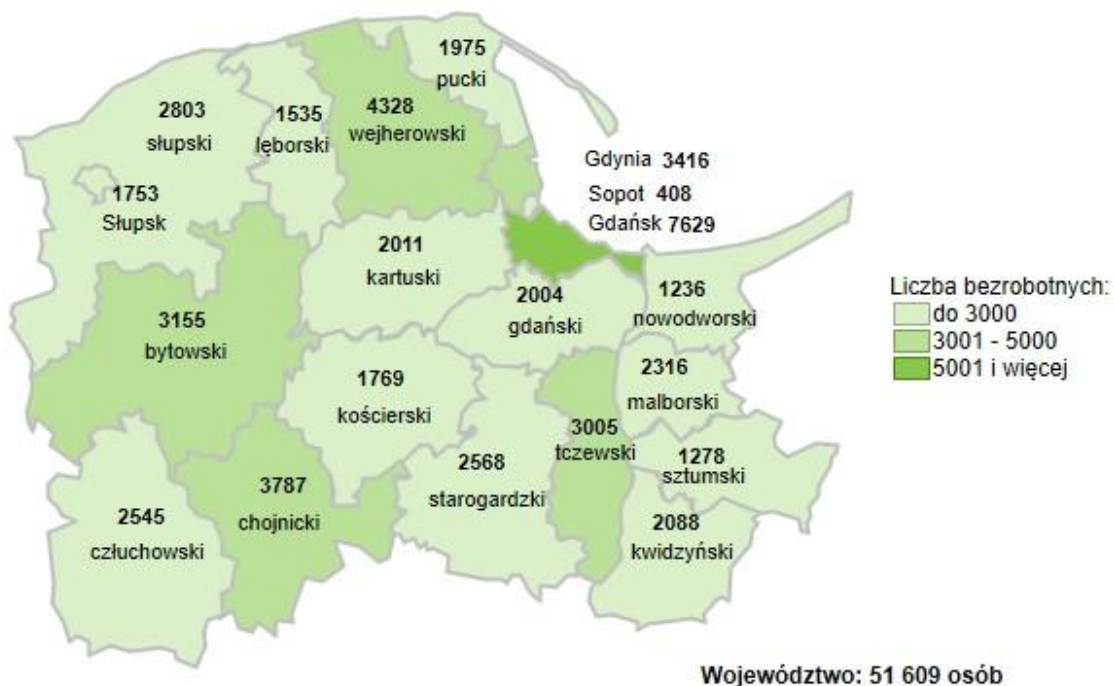 1975
pucki
2803
słupski
1535
lęborski
4328
wejherowski
Gdynia 3416
Sopot 408
Gdańsk 7629
1753
Słupsk
2011
kartuski
2004
gdański
1236
nowodworski
3155
bytowski
1769
kościerski
2316
malborski
3005
tczewski
2568
starogardzki
1278
sztumski
3787
chojnicki
2545
człuchowski
2088
kwidzyński
Liczba bezrobotnych:
do 3000
3001 - 5000
5001 i więcej
Województwo: 51 609 osób